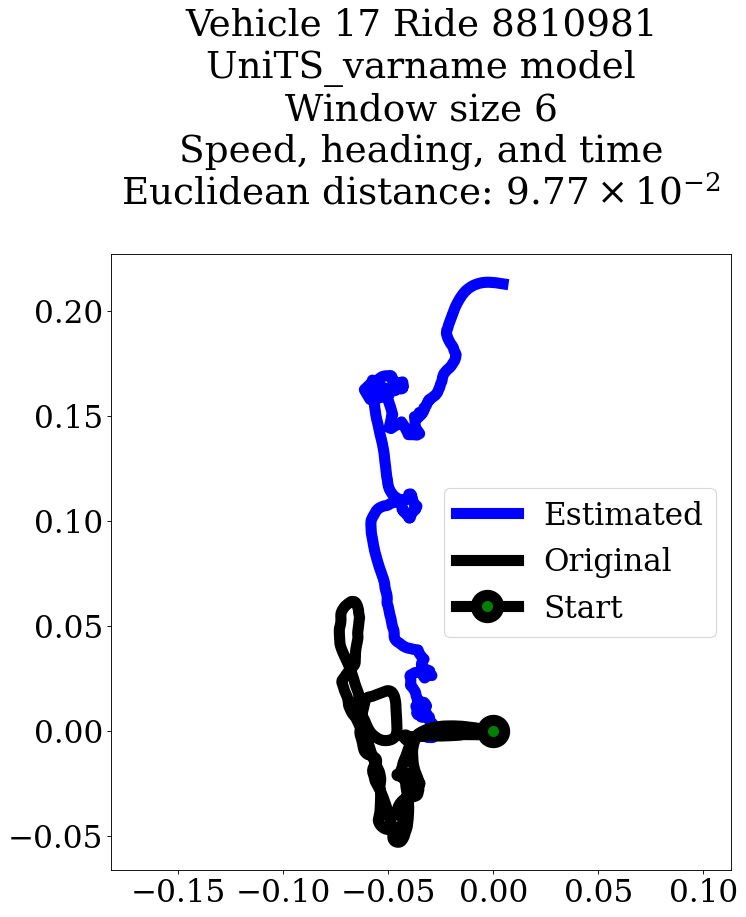 Vehicle 17 Ride 8810981
UniTS_varname model
Window size 6
Speed, heading, and time
Euclidean distance: 9.77 × 10⁻²
0.20
0.15
0.10
0.05
0.00
−0.05
Estimated
Original
Start
−0.15 −0.10 −0.05 0.00 0.05 0.10